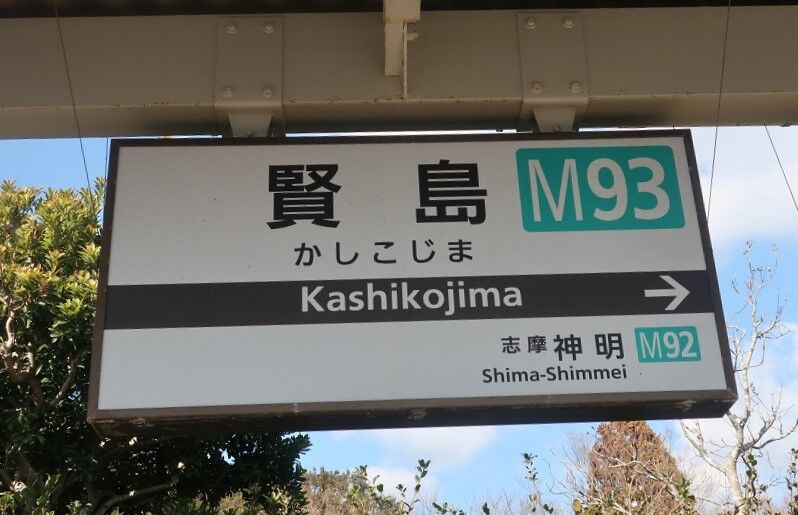 賢島 M93
かしこじま
Kashikojima →
志摩神明 M92
Shima-Shimmei